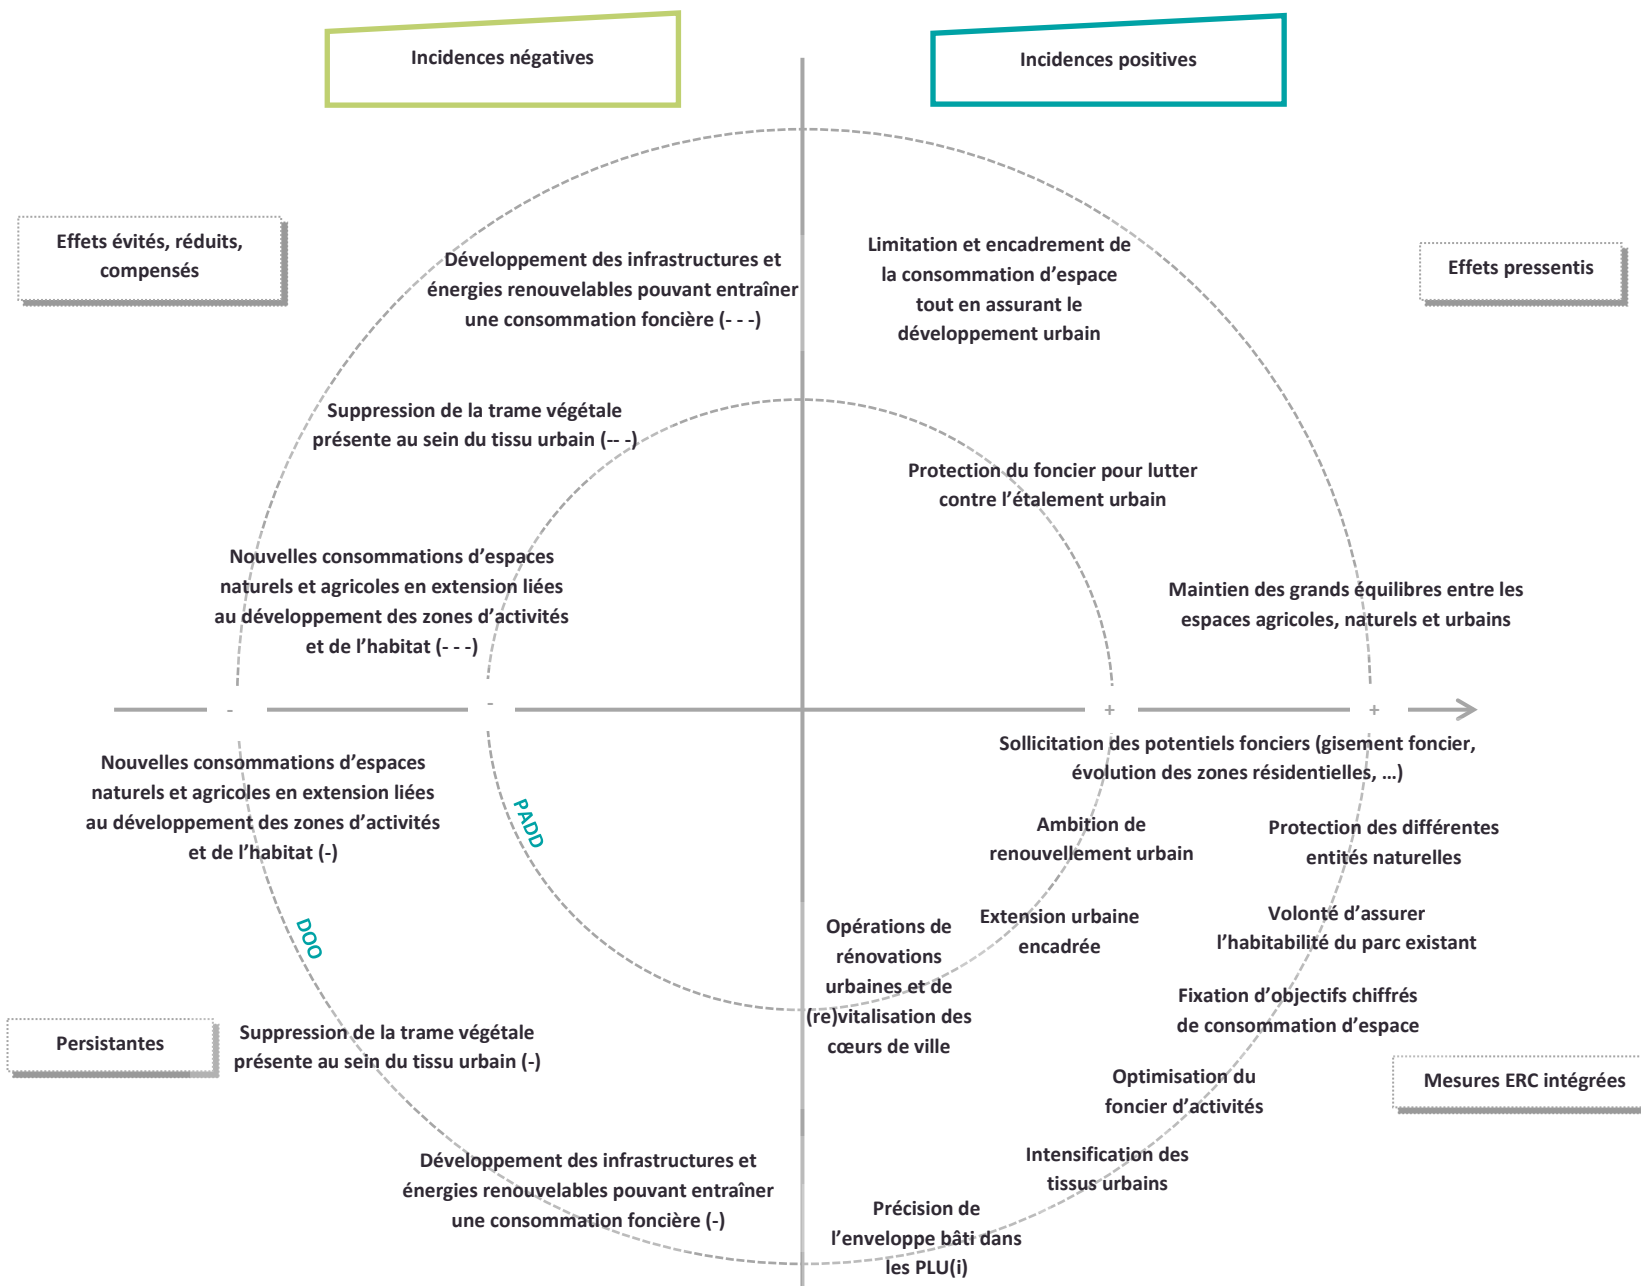 Incidences négatives
Incidences positives
Effets évités, réduits,
compensés
Développement des infrastructures et
énergies renouvelables pouvant entraîner
une consommation foncière (- - -)
Limitation et encadrement de
la consommation d'espace
tout en assurant le
développement urbain
Effets pressentis
Suppression de la trame végétale
présente au sein du tissu urbain (-- -)
Protection du foncier pour lutter
contre l'étalement urbain
Nouvelles consommations d'espaces
naturels et agricoles en extension liées
au développement des zones d'activités
et de l'habitat (- - -)
Maintien des grands équilibres entre les
espaces agricoles, naturels et urbains
-
-
+
+
Nouvelles consommations d'espaces
naturels et agricoles en extension liées
au développement des zones d'activités
et de l'habitat (-)
PADD
DOO
Sollicitation des potentiels fonciers (gisement foncier,
évolution des zones résidentielles, ...)
Ambition de
renouvellement urbain
Protection des différentes
entités naturelles
Opérations de
rénovations
urbaines et de
(re)vitalisation des
cœurs de ville
Extension urbaine
encadrée
Volonté d'assurer
l'habitabilité du parc existant
Fixation d'objectifs chiffrés
de consommation d'espace
Persistantes
Suppression de la trame végétale
présente au sein du tissu urbain (-)
Optimisation du
foncier d'activités
Mesures ERC intégrées
Intensification des
tissus urbains
Développement des infrastructures et
énergies renouvelables pouvant entraîner
une consommation foncière (-)
Précision de
l'enveloppe bâti dans
les PLU(i)